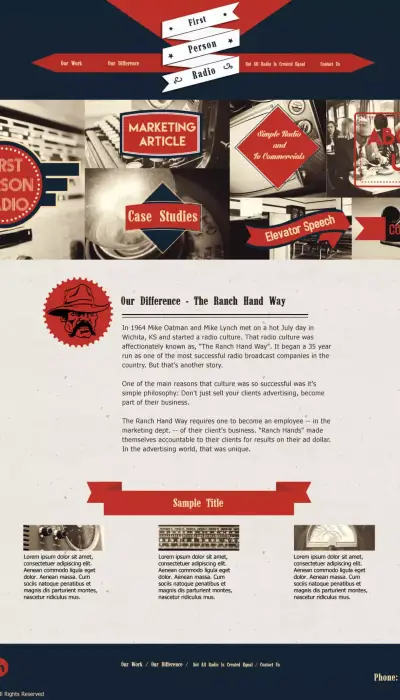 First
Person
Radio
Our Work
Our Difference
Not All Radio Is Created Equal
Contact Us
MARKETING
ARTICLE
Simple Radio
and
Io Commercials
RST
SON
ADIO
Case Studies
Elevator Speech
Our Difference - The Ranch Hand Way
In 1964 Mike Oatman and Mike Lynch met on a hot July day in
Wichita, KS and started a radio culture. That radio culture was
affectionately known as, "The Ranch Hand Way". It began a 35 year
run as one of the most successful radio broadcast companies in the
country. But that's another story.
One of the main reasons that culture was so successful was it's
simple philosophy: Don't just sell your clients advertising, become
part of their business.
The Ranch Hand Way requires one to become an employee -- in the
marketing dept. -- of their client's business. "Ranch Hands" made
themselves accountable to their clients for results on their ad dollar.
In the advertising world, that was unique.
Sample Title
Lorem ipsum dolor sit amet,
consectetuer adipiscing elit.
Aenean commodo ligula eget
dolor. Aenean massa. Cum
sociis natoque penatibus et
magnis dis parturient montes,
nascetur ridiculus mus.
Lorem ipsum dolor sit amet,
consectetuer adipiscing elit.
Aenean commodo ligula eget
dolor. Aenean massa. Cum
sociis natoque penatibus et
magnis dis parturient montes,
nascetur ridiculus mus.
Lorem ipsum dolor sit amet,
consectetuer adipiscing elit.
Aenean commodo ligula eget
dolor. Aenean massa. Cum
sociis natoque penatibus et
magnis dis parturient montes,
nascetur ridiculus mus.
Our Work / Our Difference / Not All Radio Is Created Equal / Contact Us
Phone:
ll Rights Reserved